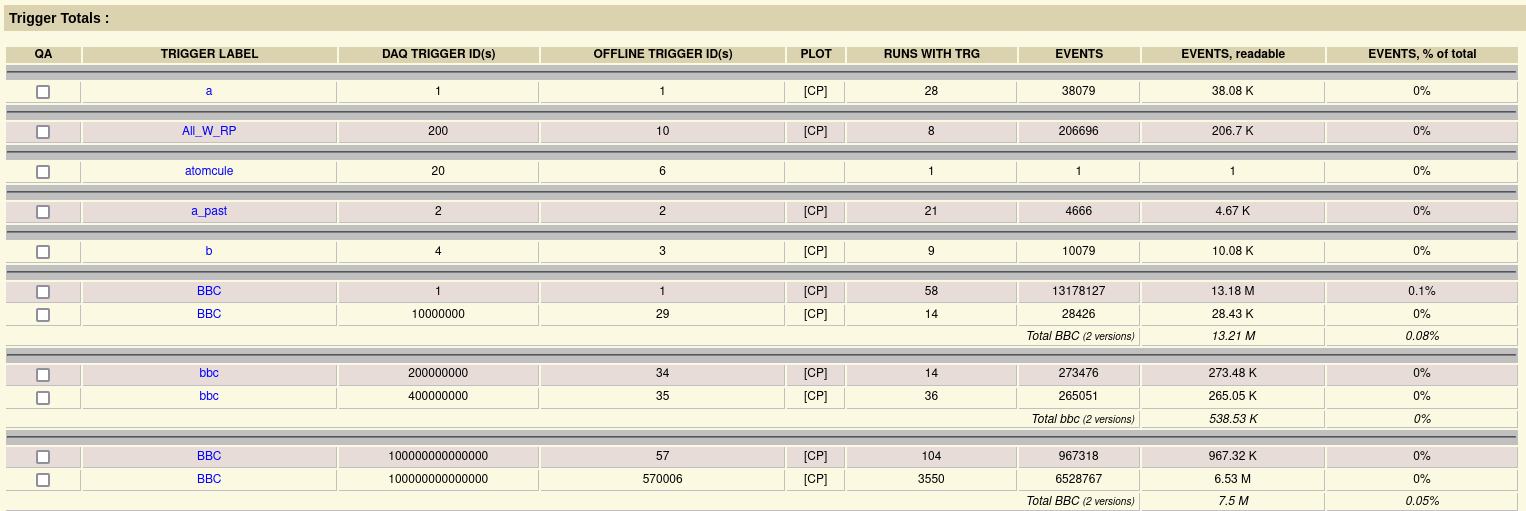 Trigger Totals :
QA TRIGGER LABEL DAQ TRIGGER ID(s) OFFLINE TRIGGER ID(s) PLOT RUNS WITH TRG EVENTS EVENTS, readable EVENTS, % of total
a 1 1 [CP] 28 38079 38.08 K 0%
All_W_RP 200 10 [CP] 8 206696 206.7 K 0%
atomcule 20 6 1 1 1 0%
a_past 2 2 [CP] 21 4666 4.67 K 0%
b 4 3 [CP] 9 10079 10.08 K 0%
BBC 1 1 [CP] 58 13178127 13.18 M 0.1%
BBC 10000000 29 [CP] 14 28426 28.43 K 0%
Total BBC (2 versions) 13.21 M 0.08%
bbc 200000000 34 [CP] 14 273476 273.48 K 0%
bbc 400000000 35 [CP] 36 265051 265.05 K 0%
Total bbc (2 versions) 538.53 K 0%
BBC 100000000000000 57 [CP] 104 967318 967.32 K 0%
BBC 100000000000000 570006 [CP] 3550 6528767 6.53 M 0%
Total BBC (2 versions) 7.5 M 0.05%